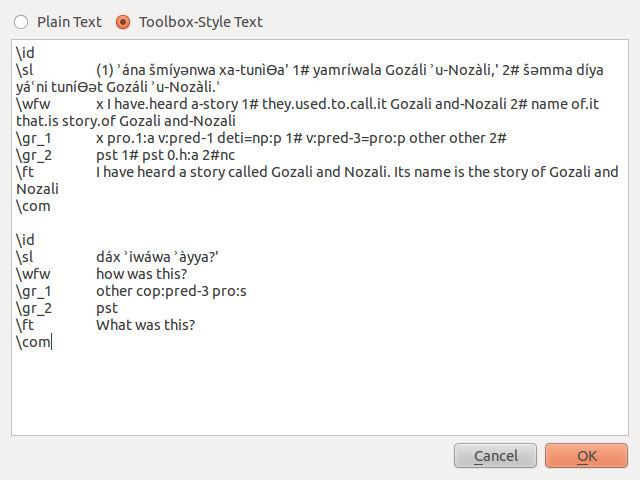 Plain Text Toolbox-Style Text
\id
\sl (1) ʾána šmíyənwa xa-tuniϴa' 1# yamríwala Gozáli ʾu-Nozàli,' 2# šəmma díya
yáʿni tuníϴət Gozáli ʾu-Nozàli.'
\wfw x I have.heard a-story 1# they.used.to.call.it Gozali and-Nozali 2# name of.it
that.is story.of Gozali and-Nozali
\gr_1 x pro.1:a v:pred-1 deti=np:p 1# v:pred-3=pro:p other other 2#
\gr_2 pst 1# pst 0.h:a 2#nc
\ft I have heard a story called Gozali and Nozali. Its name is the story of Gozali and
Nozali
\com
\id
\sl dáx ʾiwáwa ʾàyya?'
\wfw how was this?
\gr_1 other cop:pred-3 pro:s
\gr_2 pst
\ft What was this?
\com
Cancel OK